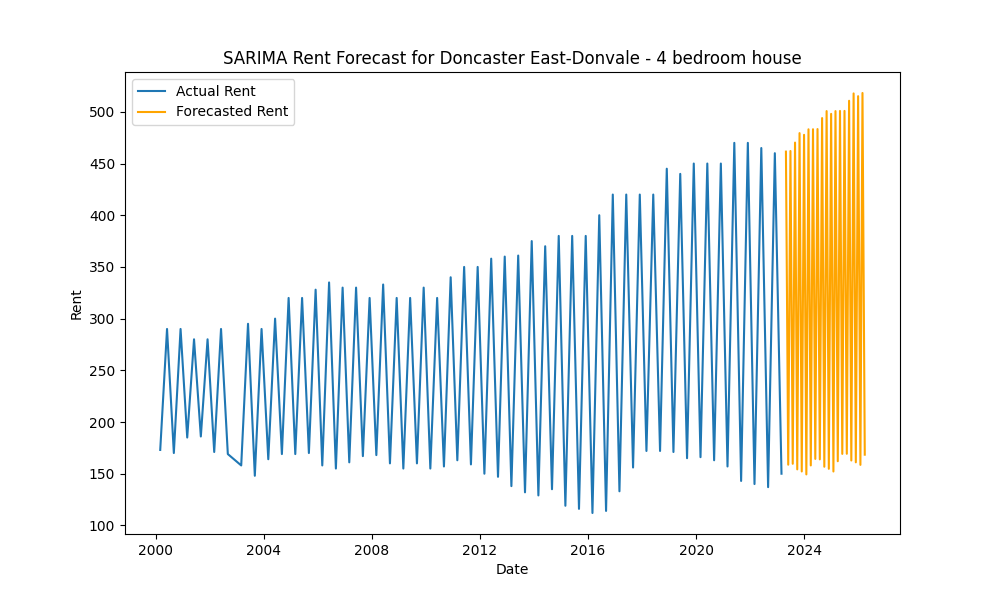 SARIMA Rent Forecast for Doncaster East-Donvale - 4 bedroom house
Actual Rent
Forecasted Rent
500
450
400
350
300
250
200
150
100
Rent
2000 2004 2008 2012 2016 2020 2024
Date